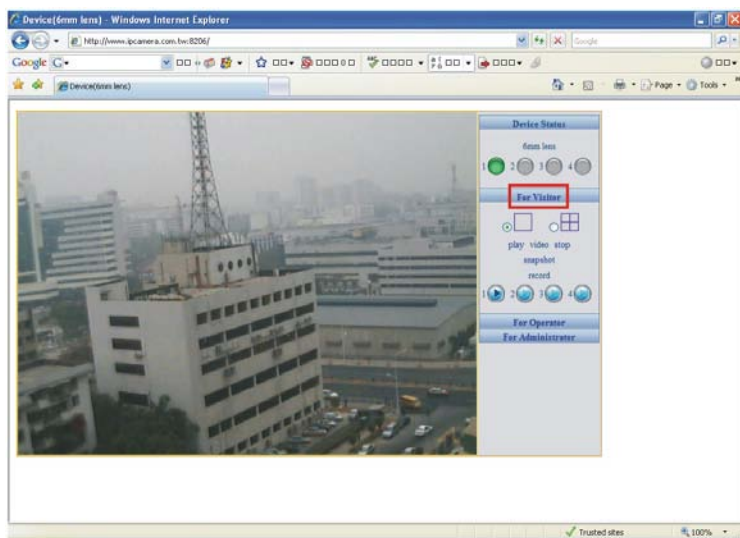 Device(6mm lens) - Windows Internet Explorer
http://www.ipcamera.com.tw:8206/
Google
Google G
Device(6mm lens)
Page Tools
Device Status
6mm lens
1 2 3 4
For Visitor
play video stop
snapshot
record
1 2 3 4
For Operator
For Administrater
Trusted sites
100%